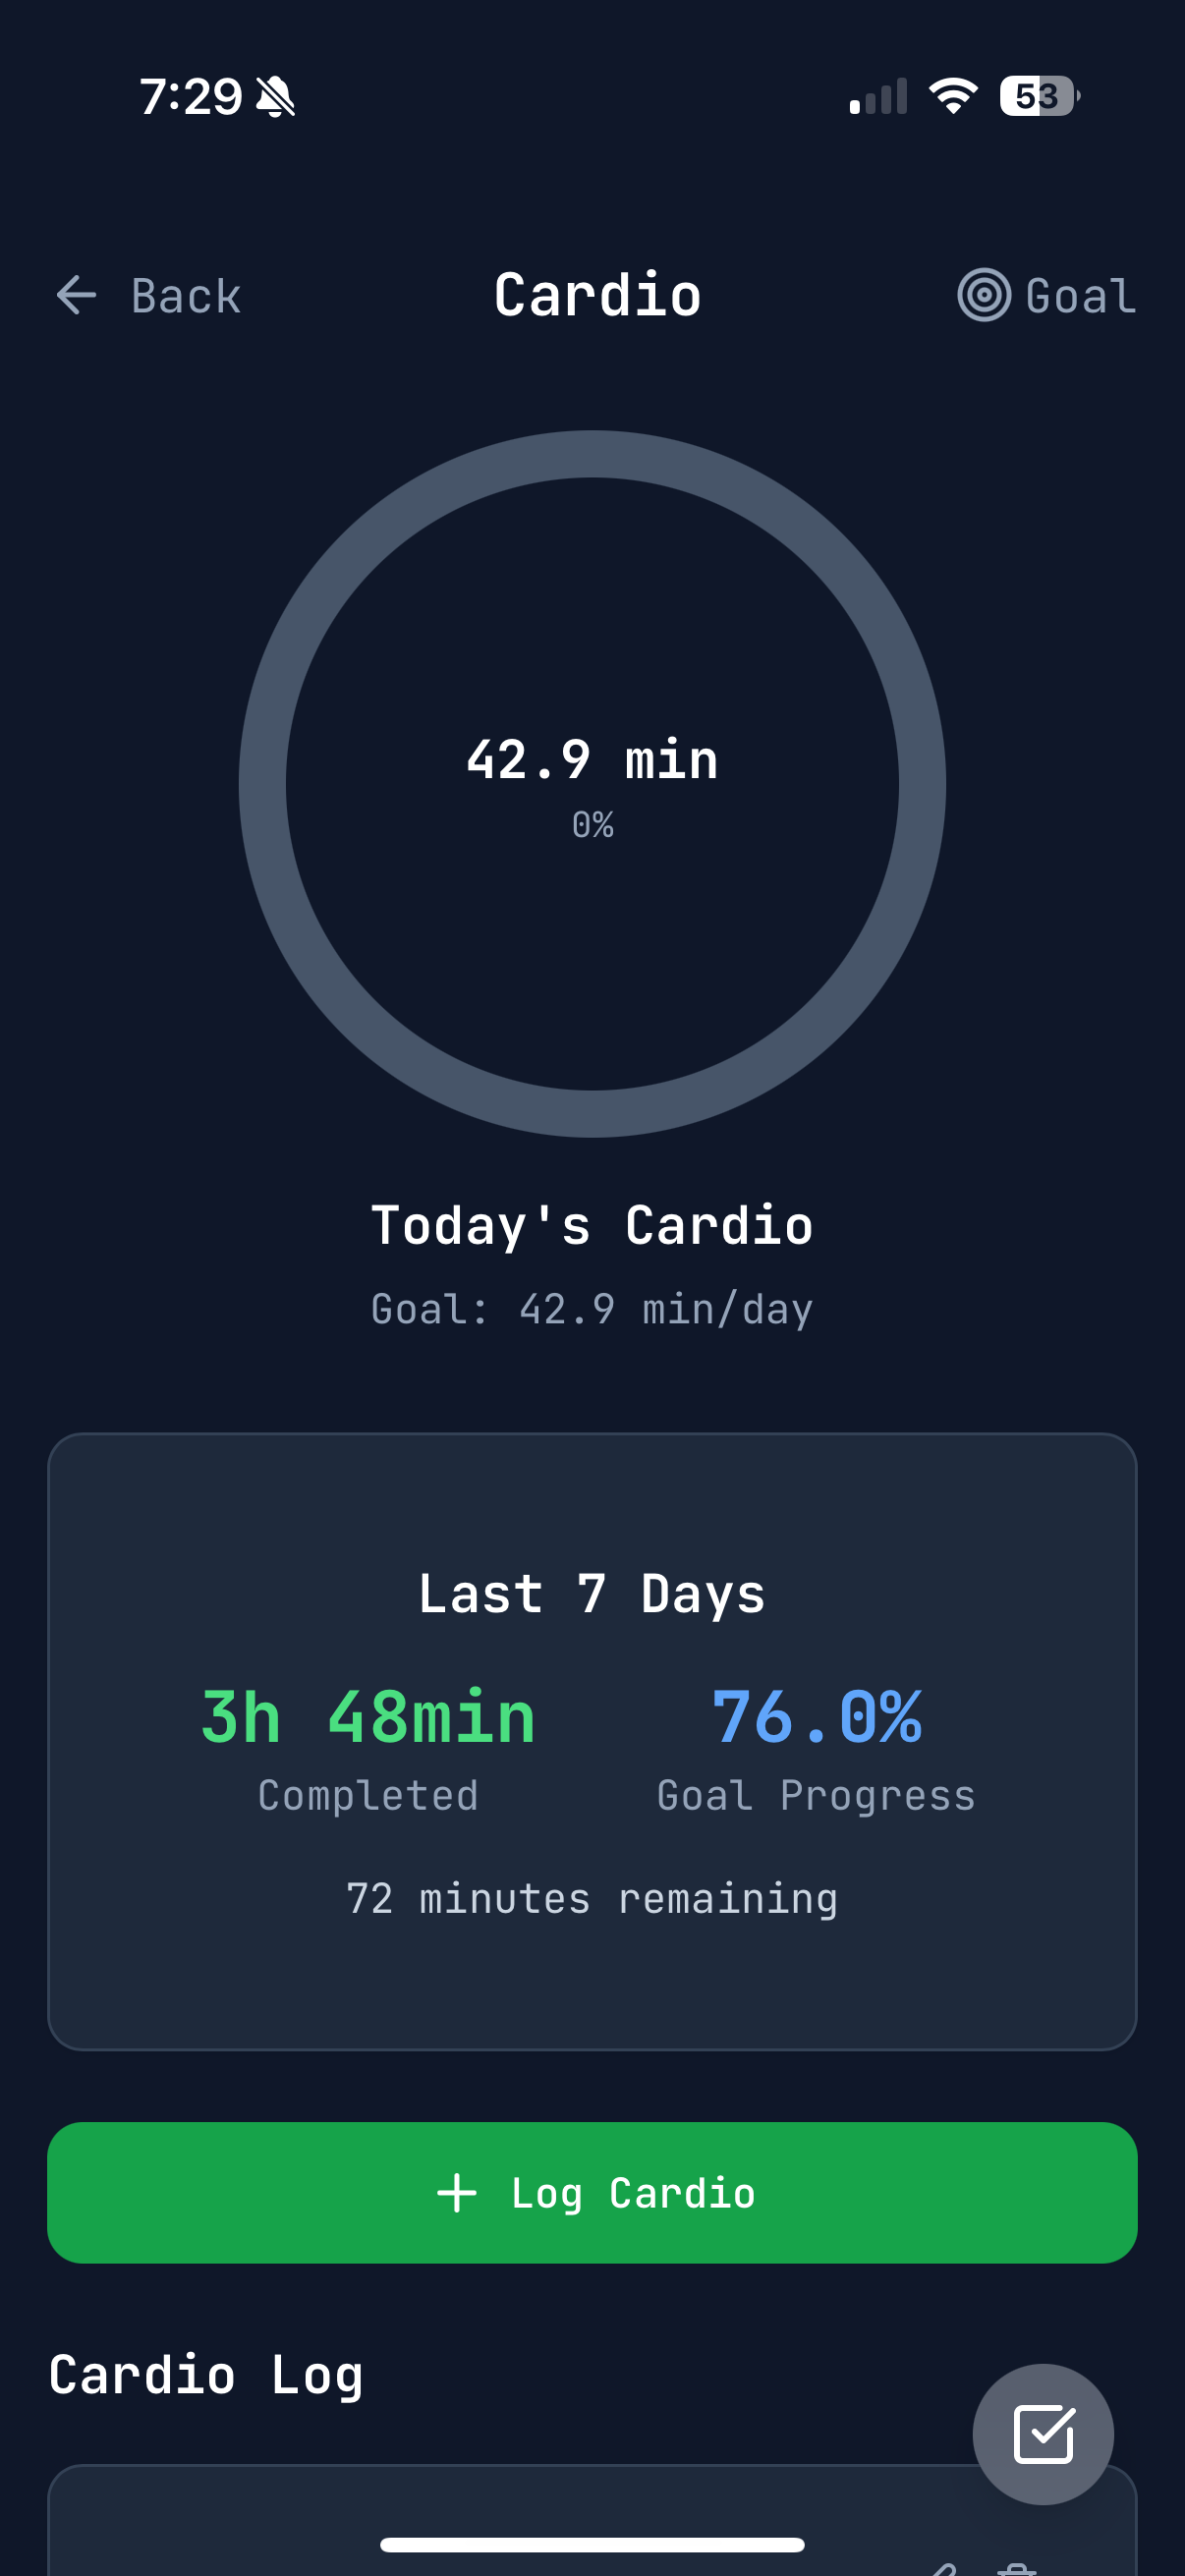 7:29
53
Back
Cardio
Goal
42.9 min
0%
Today's Cardio
Goal: 42.9 min/day
Last 7 Days
3h 48min
76.0%
Completed
Goal Progress
72 minutes remaining
Log Cardio
Cardio Log